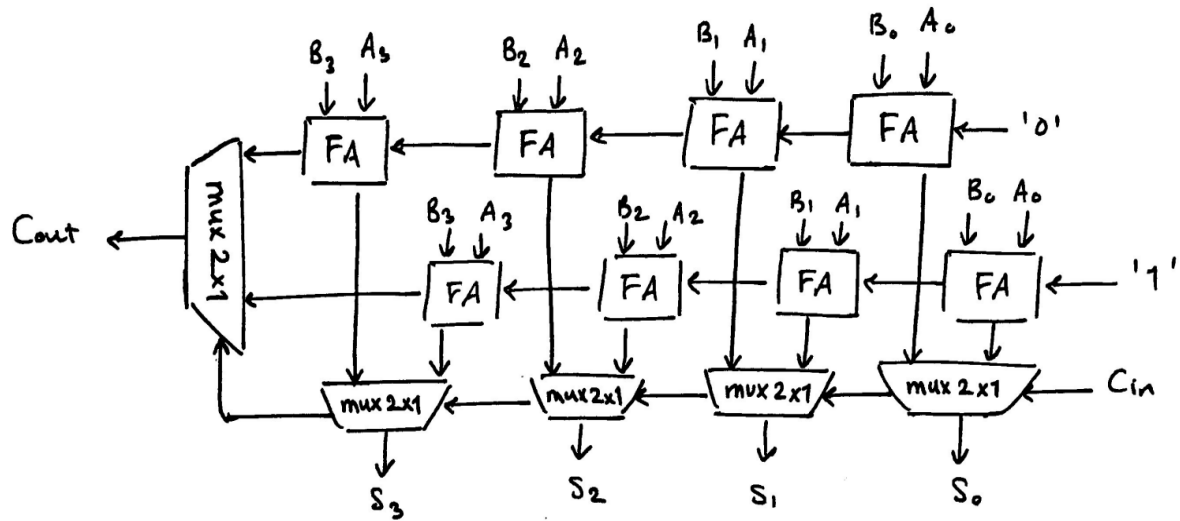 B₃ A₃ B₂ A₂ B₁ A₁ B₀ A₀
FA FA FA FA '0'
mux 2x1
B₃ A₃ B₂ A₂ B₁ A₁ B₀ A₀
Cout
FA FA FA FA '1'
mux 2x1 mux 2x1 mux 2x1 mux 2x1 Cin
S₃ S₂ S₁ S₀